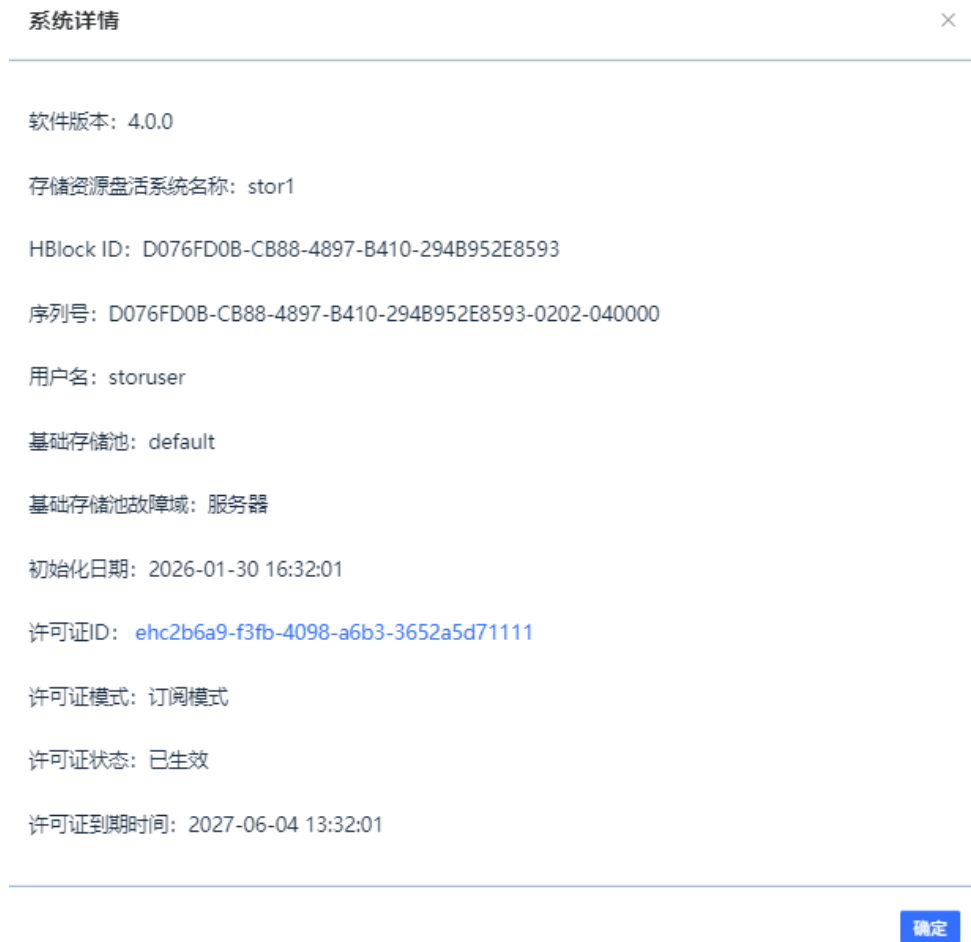 系统详情
软件版本：4.0.0
存储资源盘活系统名称：stor1
HBlock ID：D076FD0B-CB88-4897-B410-294B952E8593
序列号：D076FD0B-CB88-4897-B410-294B952E8593-0202-040000
用户名：storuser
基础存储池：default
基础存储池故障域：服务器
初始化日期：2026-01-30 16:32:01
许可证ID： ehc2b6a9-f3fb-4098-a6b3-3652a5d71111
许可证模式：订阅模式
许可证状态：已生效
许可证到期时间：2027-06-04 13:32:01
确定